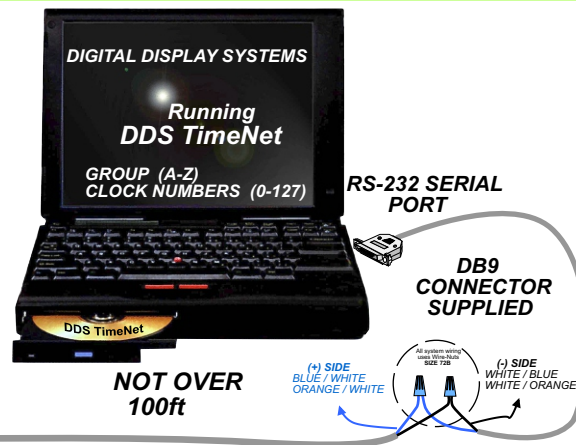 DIGITAL DISPLAY SYSTEMS
Running
DDS TimeNet
GROUP (A-Z)
CLOCK NUMBERS (0-127)
RS-232 SERIAL
PORT
DB9
CONNECTOR
SUPPLIED
DDS TimeNet
NOT OVER
100ft
All system wiring
uses Wire-Nuts
SIZE 72B
(+) SIDE
BLUE / WHITE
ORANGE / WHITE
(-) SIDE
WHITE / BLUE
WHITE / ORANGE